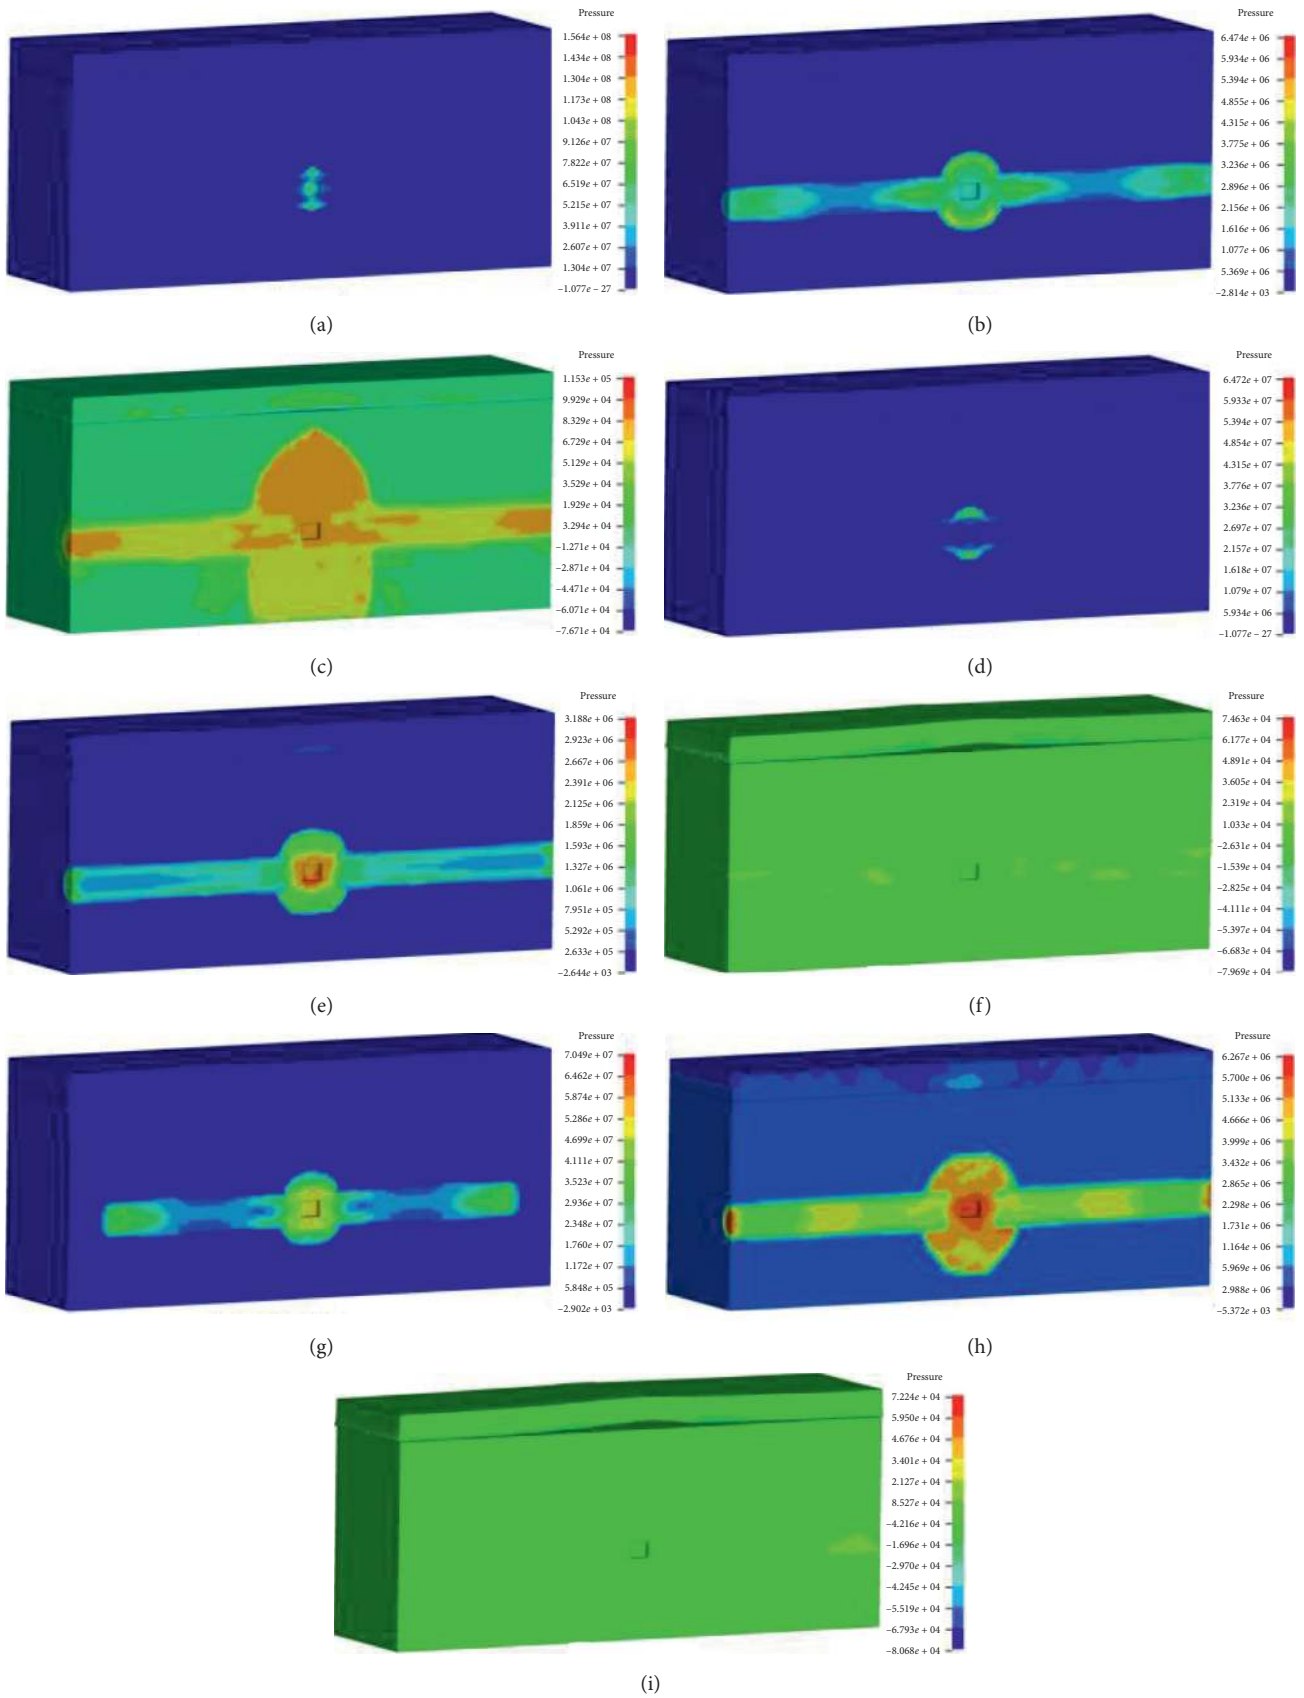 Pressure
1.564e + 08
1.434e + 08
1.304e + 08
1.173e + 08
1.043e + 08
9.126e + 07
7.822e + 07
6.519e + 07
5.215e + 07
3.911e + 07
2.607e + 07
1.304e + 07
–1.077e – 27
(a)
Pressure
6.474e + 06
5.934e + 06
5.394e + 06
4.855e + 06
4.315e + 06
3.775e + 06
3.236e + 06
2.896e + 06
2.156e + 06
1.616e + 06
1.077e + 06
5.369e + 06
–2.814e + 03
(b)
Pressure
1.153e + 05
9.929e + 04
8.329e + 04
6.729e + 04
5.129e + 04
3.529e + 04
1.929e + 04
3.294e + 04
–1.271e + 04
–2.871e + 04
–4.471e + 04
–6.071e + 04
–7.671e + 04
(c)
Pressure
6.472e + 07
5.933e + 07
5.394e + 07
4.854e + 07
4.315e + 07
3.776e + 07
3.236e + 07
2.697e + 07
2.157e + 07
1.618e + 07
1.079e + 07
5.934e + 06
–1.077e – 27
(d)
Pressure
3.188e + 06
2.923e + 06
2.667e + 06
2.391e + 06
2.125e + 06
1.859e + 06
1.593e + 06
1.327e + 06
1.061e + 06
7.951e + 05
5.292e + 05
2.633e + 05
–2.644e + 03
(e)
Pressure
7.463e + 04
6.177e + 04
4.891e + 04
3.605e + 04
2.319e + 04
1.033e + 04
–2.631e + 04
–1.539e + 04
–2.825e + 04
–4.111e + 04
–5.397e + 04
–6.683e + 04
–7.969e + 04
(f)
Pressure
7.049e + 07
6.462e + 07
5.874e + 07
5.286e + 07
4.699e + 07
4.111e + 07
3.523e + 07
2.936e + 07
2.348e + 07
1.760e + 07
1.172e + 07
5.848e + 05
–2.902e + 03
(g)
Pressure
6.267e + 06
5.700e + 06
5.133e + 06
4.666e + 06
3.999e + 06
3.432e + 06
2.865e + 06
2.298e + 06
1.731e + 06
1.164e + 06
5.969e + 06
2.988e + 06
–5.372e + 03
(h)
Pressure
7.224e + 04
5.950e + 04
4.676e + 04
3.401e + 04
2.127e + 04
8.527e + 04
–4.216e + 04
–1.696e + 04
–2.970e + 04
–4.245e + 04
–5.519e + 04
–6.793e + 04
–8.068e + 04
(i)